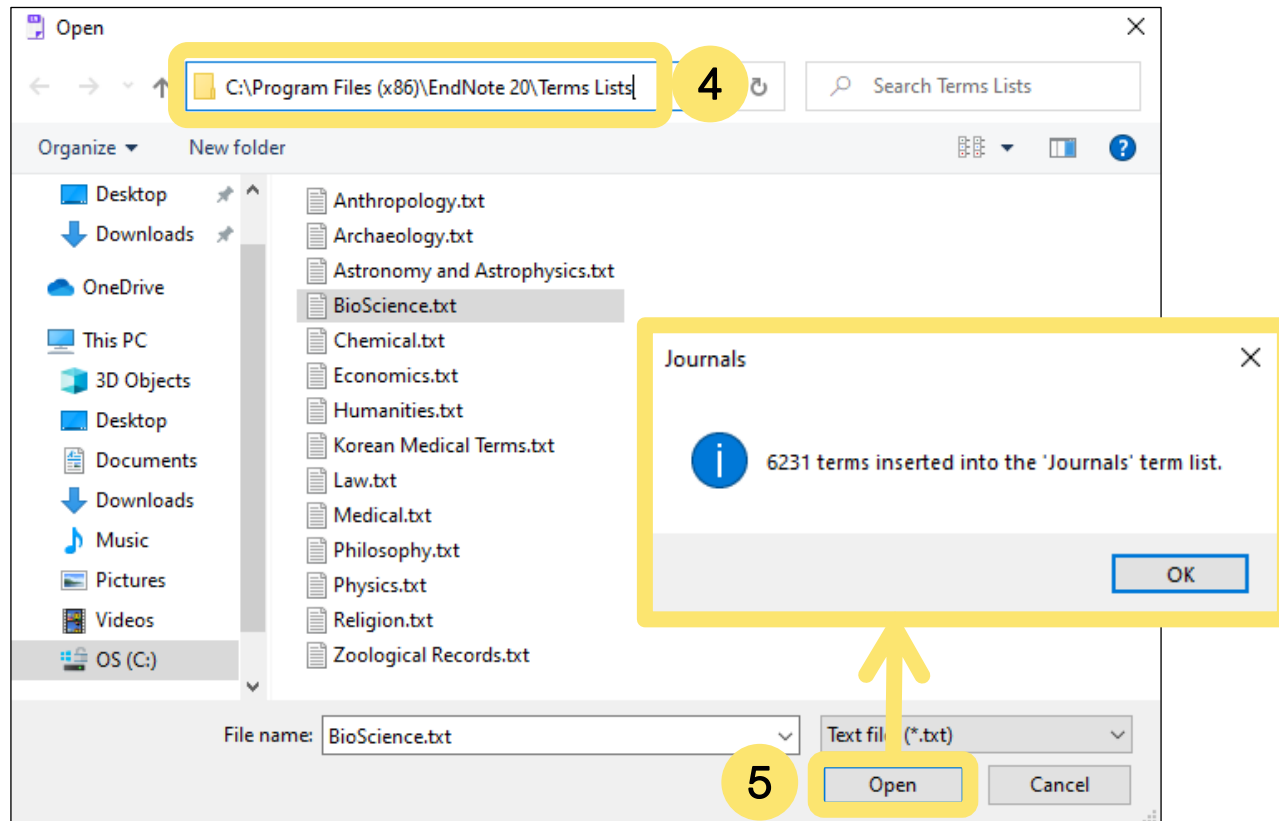 Open
C:\Program Files (x86)\EndNote 20\Terms Lists
4
Search Terms Lists
Organize
New folder
?
Desktop
Downloads
OneDrive
This PC
3D Objects
Desktop
Documents
Downloads
Music
Pictures
Videos
OS (C:)
Anthropology.txt
Archaeology.txt
Astronomy and Astrophysics.txt
BioScience.txt
Chemical.txt
Economics.txt
Humanities.txt
Korean Medical Terms.txt
Law.txt
Medical.txt
Philosophy.txt
Physics.txt
Religion.txt
Zoological Records.txt
Journals
i
6231 terms inserted into the 'Journals' term list.
OK
File name:
BioScience.txt
Text file (*.txt)
5
Open
Cancel